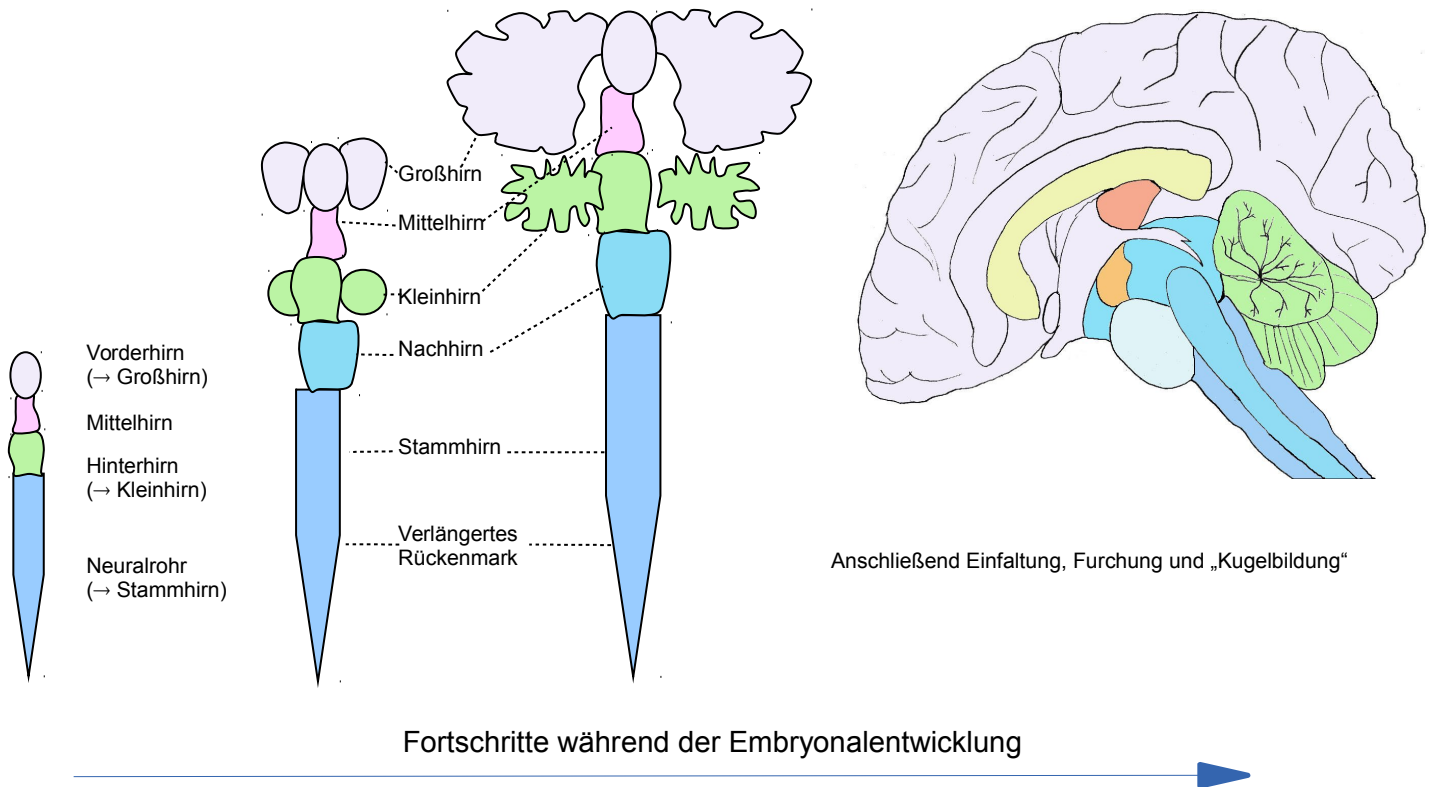 Vorderhirn
(→ Großhirn)
Mittelhirn
Hinterhirn
(→ Kleinhirn)
Neuralrohr
(→ Stammhirn)
Großhirn
Mittelhirn
Kleinhirn
Nachhirn
Stammhirn
Verlängertes
Rückenmark
Anschließend Einfaltung, Furchung und „Kugelbildung“
Fortschritte während der Embryonalentwicklung